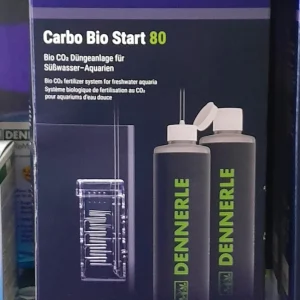 Carbo Bio Start 80
Bio CO₂ Düngeanlage für
Süßwasser-Aquarien
Bio CO₂ fertilizer system for freshwater aquaria
Système biologique de fertilisation au CO₂
pour aquariums d'eau douce
DENNERLE
DENNERLE
DENN